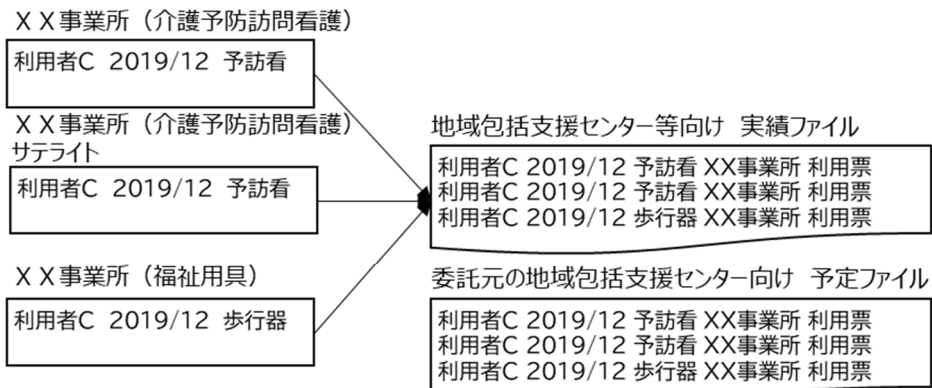 ＸＸ事業所（介護予防訪問看護）
利用者C 2019/12 予訪看
ＸＸ事業所（介護予防訪問看護）
サテライト
利用者C 2019/12 予訪看
ＸＸ事業所（福祉用具）
利用者C 2019/12 歩行器
地域包括支援センター等向け 実績ファイル
利用者C 2019/12 予訪看 XX事業所 利用票
利用者C 2019/12 予訪看 XX事業所 利用票
利用者C 2019/12 歩行器 XX事業所 利用票
委託元の地域包括支援センター向け 予定ファイル
利用者C 2019/12 予訪看 XX事業所 利用票
利用者C 2019/12 予訪看 XX事業所 利用票
利用者C 2019/12 歩行器 XX事業所 利用票